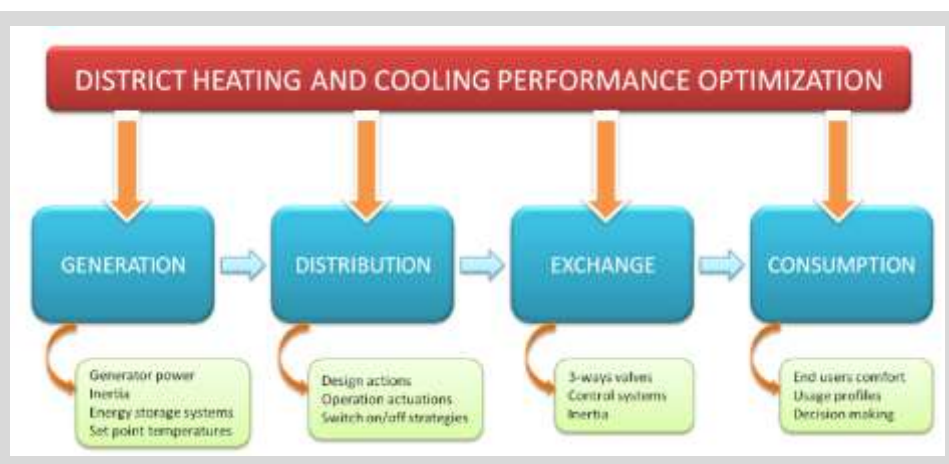 DISTRICT HEATING AND COOLING PERFORMANCE OPTIMIZATION
GENERATION
DISTRIBUTION
EXCHANGE
CONSUMPTION
Generator power
Inertia
Energy storage systems
Set point temperatures
Design actions
Operation actuations
Switch on/off strategies
3-ways valves
Control systems
Inertia
End users comfort
Usage profiles
Decision making